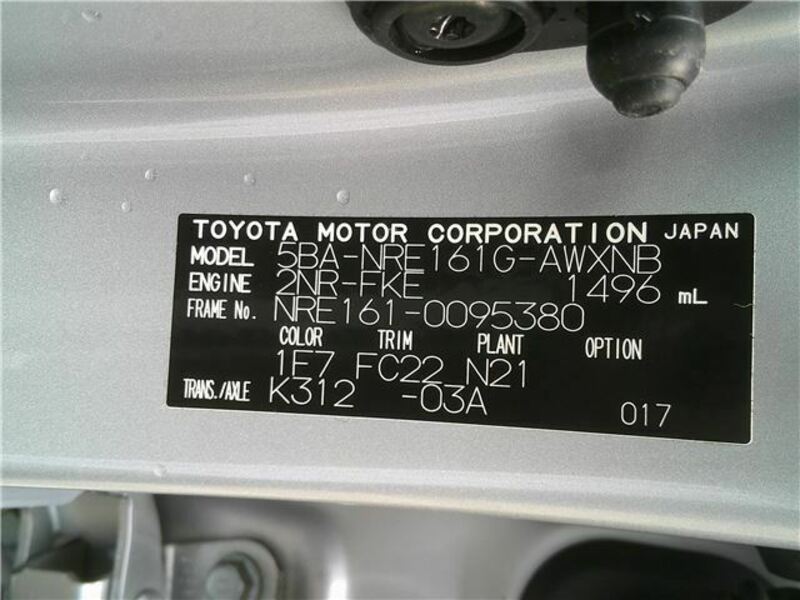 TOYOTA MOTOR CORPORATION JAPAN
MODEL 5BA-NRE161G-AWXNB
ENGINE 2NR-FKE 1496 mL
FRAME No. NRE161-0095380
COLOR TRIM PLANT OPTION
1F7 FC22 N21
TRANS./AXLE K312 -03A 017